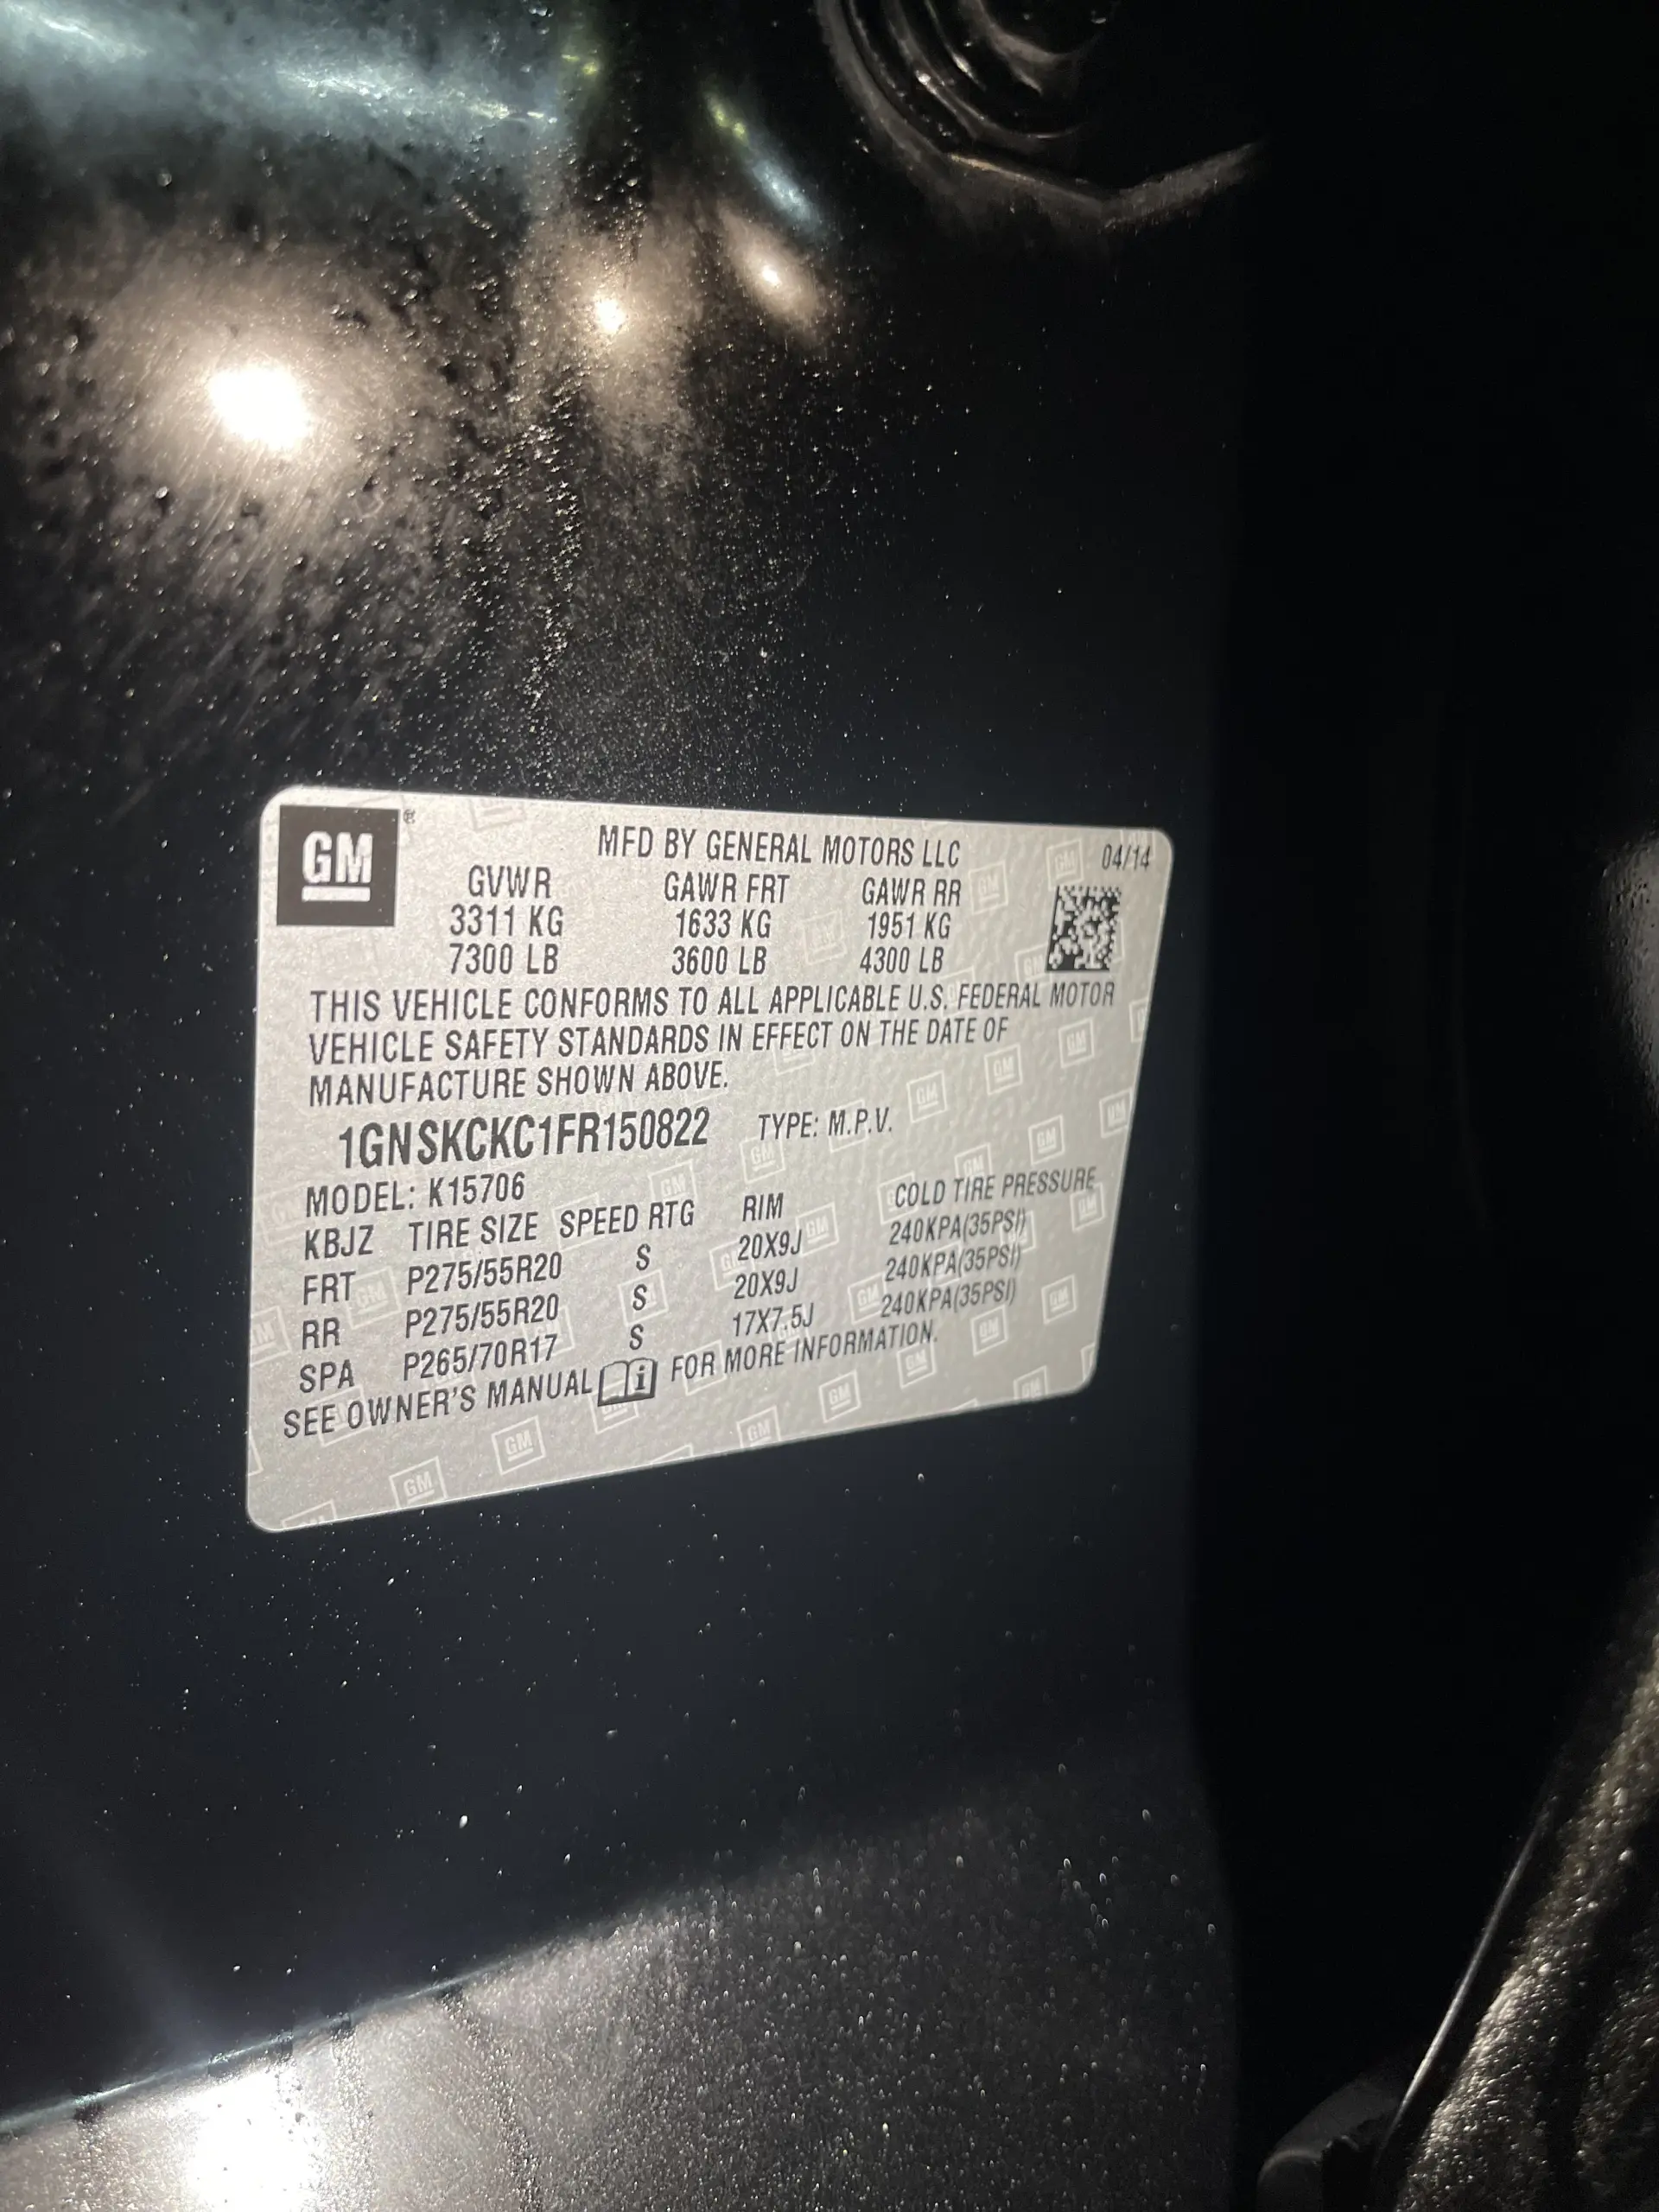 GM ®
MFD BY GENERAL MOTORS LLC 04/14
GVWR GAWR FRT GAWR RR
3311 KG 1633 KG 1951 KG
7300 LB 3600 LB 4300 LB
THIS VEHICLE CONFORMS TO ALL APPLICABLE U.S. FEDERAL MOTOR
VEHICLE SAFETY STANDARDS IN EFFECT ON THE DATE OF
MANUFACTURE SHOWN ABOVE.
1GNSKCKC1FR150822 TYPE: M.P.V.
MODEL: K15706
KBJZ TIRE SIZE SPEED RTG RIM COLD TIRE PRESSURE
FRT P275/55R20 S 20X9J 240KPA(35PSI)
RR P275/55R20 S 20X9J 240KPA(35PSI)
SPA P265/70R17 S 17X7.5J 240KPA(35PSI)
SEE OWNER'S MANUAL i FOR MORE INFORMATION.